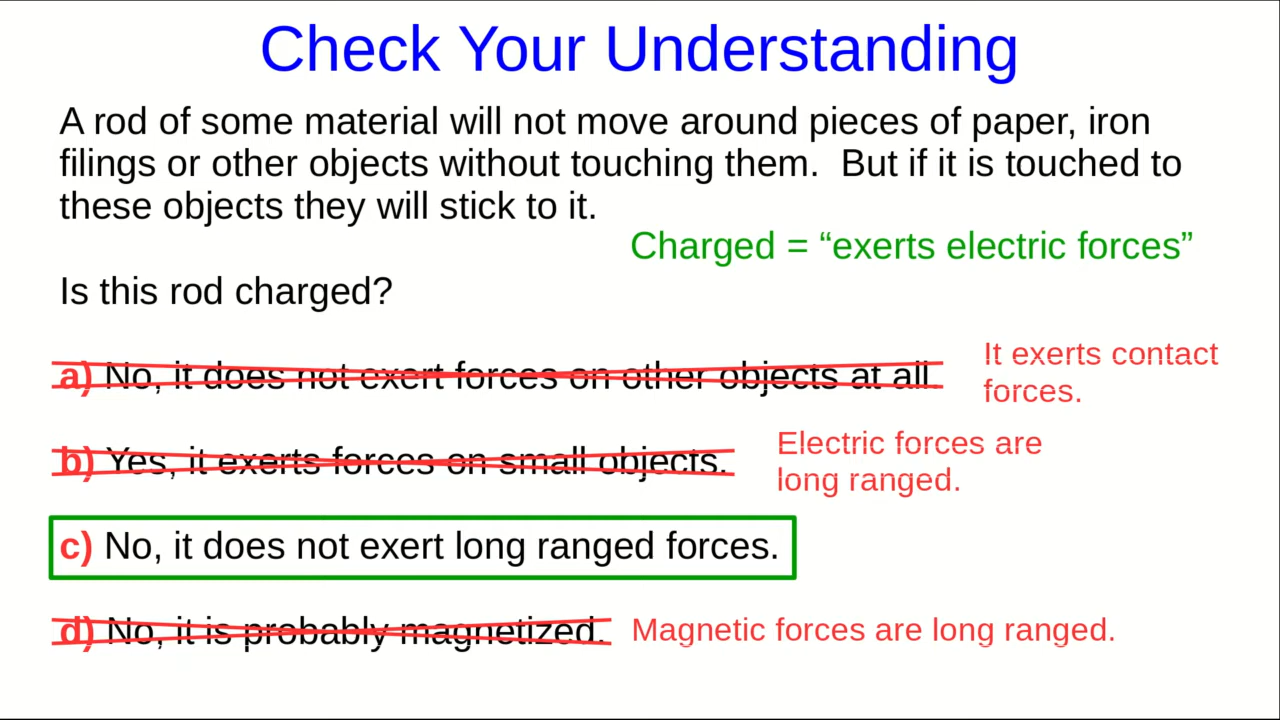 Check Your Understanding
A rod of some material will not move around pieces of paper, iron
filings or other objects without touching them.  But if it is touched to
these objects they will stick to it.
Charged = “exerts electric forces”
Is this rod charged?
a) No, it does not exert forces on other objects at all.
It exerts contact
forces.
b) Yes, it exerts forces on small objects.
Electric forces are
long ranged.
c) No, it does not exert long ranged forces.
d) No, it is probably magnetized. Magnetic forces are long ranged.